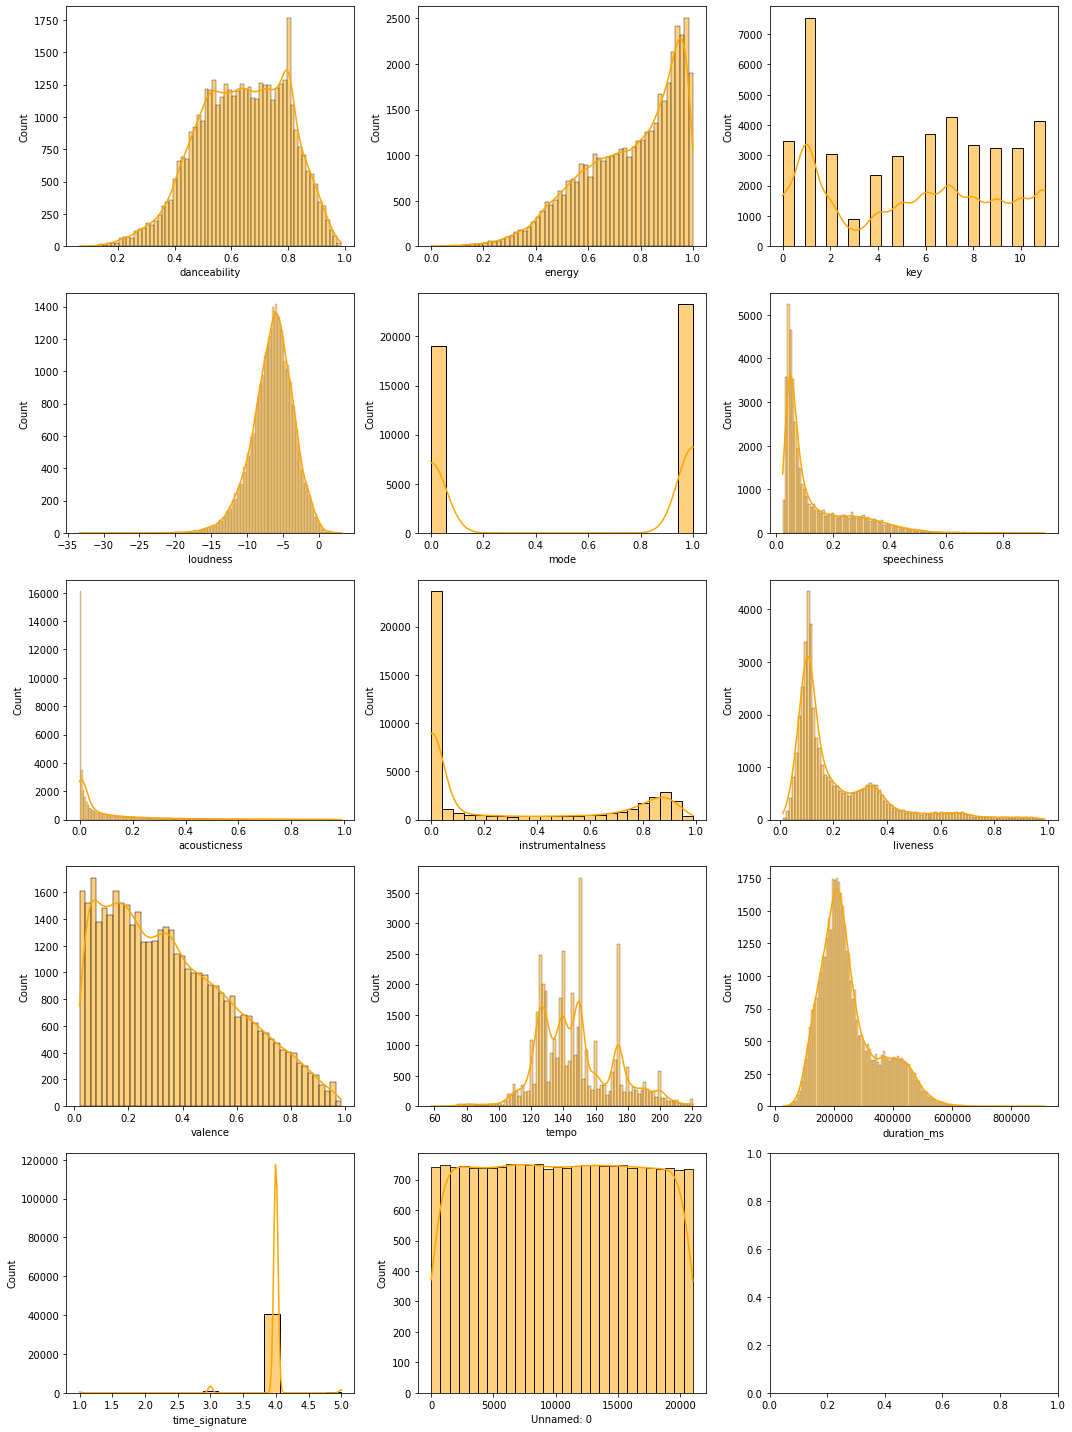 1750
1500
1250
1000
750
500
250
0
Count
0.2 0.4 0.6 0.8 1.0
danceability
2500
2000
1500
1000
500
0
Count
0.0 0.2 0.4 0.6 0.8 1.0
energy
7000
6000
5000
4000
3000
2000
1000
0
Count
0 2 4 6 8 10
key
1400
1200
1000
800
600
400
200
0
Count
−35 −30 −25 −20 −15 −10 −5 0
loudness
20000
15000
10000
5000
0
Count
0.0 0.2 0.4 0.6 0.8 1.0
mode
5000
4000
3000
2000
1000
0
Count
0.0 0.2 0.4 0.6 0.8
speechiness
16000
14000
12000
10000
8000
6000
4000
2000
0
Count
0.0 0.2 0.4 0.6 0.8 1.0
acousticness
20000
15000
10000
5000
0
Count
0.0 0.2 0.4 0.6 0.8 1.0
instrumentalness
4000
3000
2000
1000
0
Count
0.0 0.2 0.4 0.6 0.8 1.0
liveness
1600
1400
1200
1000
800
600
400
200
0
Count
0.0 0.2 0.4 0.6 0.8 1.0
valence
3500
3000
2500
2000
1500
1000
500
0
Count
60 80 100 120 140 160 180 200 220
tempo
1750
1500
1250
1000
750
500
250
0
Count
0 200000 400000 600000 800000
duration_ms
120000
100000
80000
60000
40000
20000
0
Count
1.0 1.5 2.0 2.5 3.0 3.5 4.0 4.5 5.0
time_signature
700
600
500
400
300
200
100
0
Count
0 5000 10000 15000 20000
Unnamed: 0
1.0
0.8
0.6
0.4
0.2
0.0
0.0 0.2 0.4 0.6 0.8 1.0